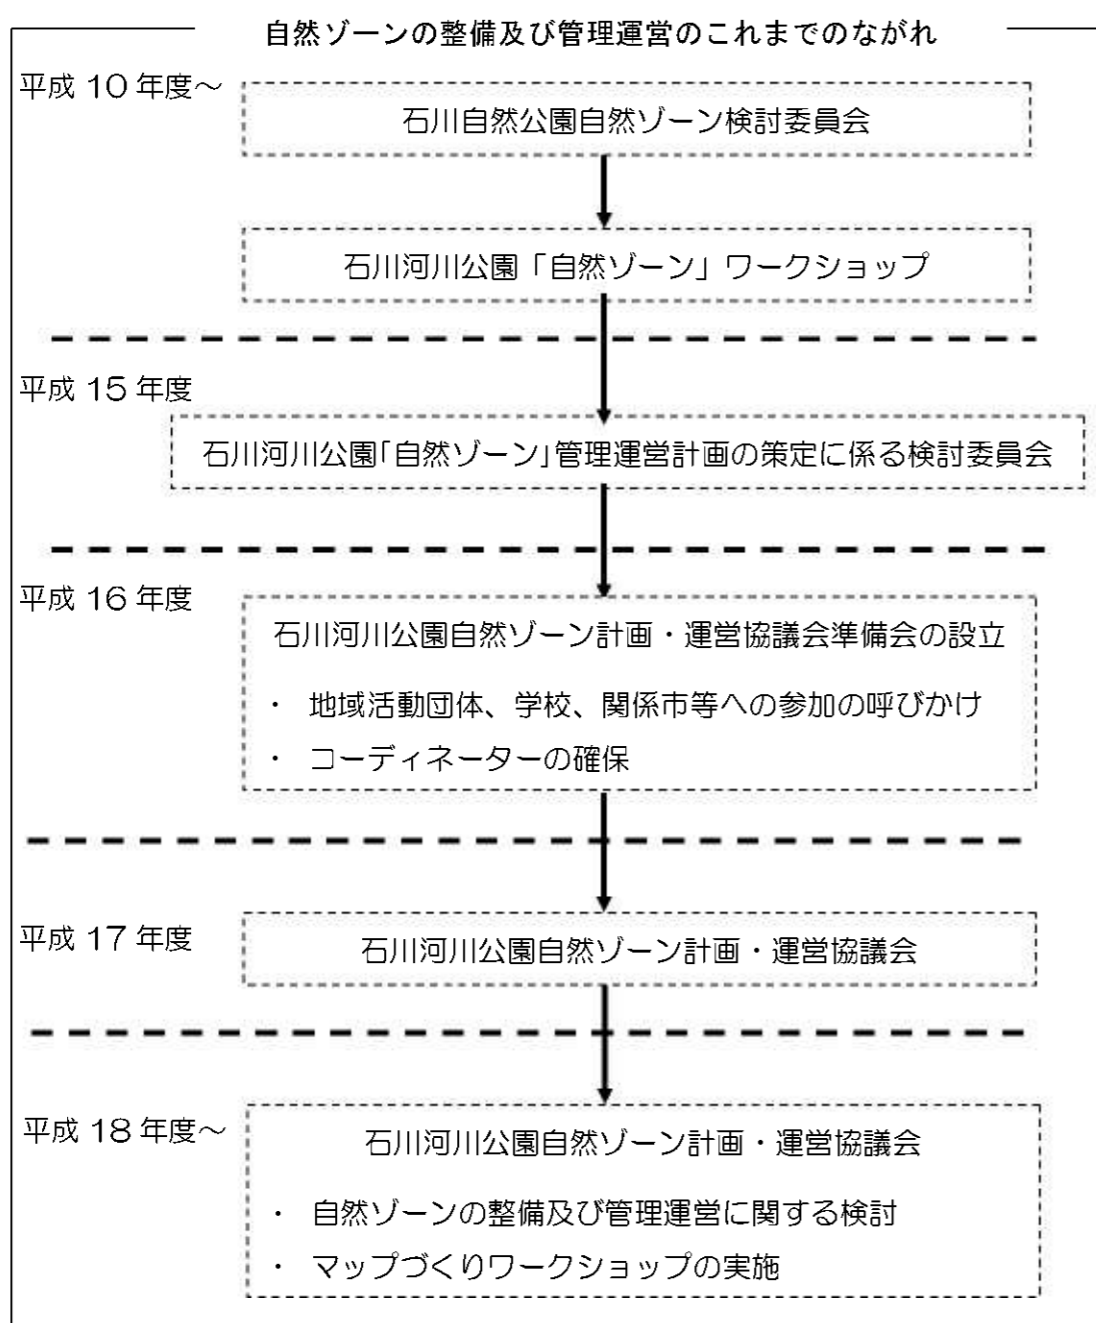 自然ゾーンの整備及び管理運営のこれまでのながれ
平成 10 年度～
石川自然公園自然ゾーン検討委員会
石川河川公園「自然ゾーン」ワークショップ
平成 15 年度
石川河川公園「自然ゾーン」管理運営計画の策定に係る検討委員会
平成 16 年度
石川河川公園自然ゾーン計画・運営協議会準備会の設立
・ 地域活動団体、学校、関係市等への参加の呼びかけ
・ コーディネーターの確保
平成 17 年度
石川河川公園自然ゾーン計画・運営協議会
平成 18 年度～
石川河川公園自然ゾーン計画・運営協議会
・ 自然ゾーンの整備及び管理運営に関する検討
・ マップづくりワークショップの実施